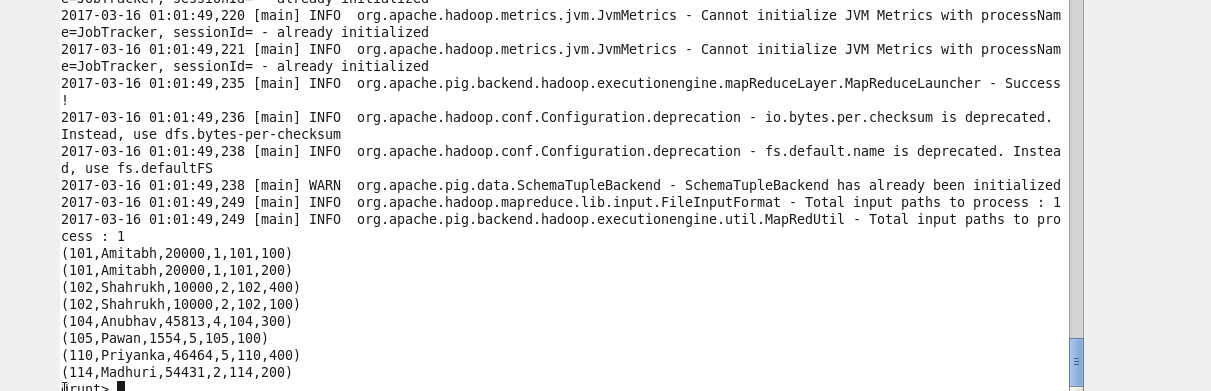 e=JobTracker, sessionId= - already initialized
2017-03-16 01:01:49,220 [main] INFO  org.apache.hadoop.metrics.jvm.JvmMetrics - Cannot initialize JVM Metrics with processNam
e=JobTracker, sessionId= - already initialized
2017-03-16 01:01:49,221 [main] INFO  org.apache.hadoop.metrics.jvm.JvmMetrics - Cannot initialize JVM Metrics with processNam
e=JobTracker, sessionId= - already initialized
2017-03-16 01:01:49,235 [main] INFO  org.apache.pig.backend.hadoop.executionengine.mapReduceLayer.MapReduceLauncher - Success
!
2017-03-16 01:01:49,236 [main] INFO  org.apache.hadoop.conf.Configuration.deprecation - io.bytes.per.checksum is deprecated.
Instead, use dfs.bytes-per-checksum
2017-03-16 01:01:49,238 [main] INFO  org.apache.hadoop.conf.Configuration.deprecation - fs.default.name is deprecated. Instea
d, use fs.defaultFS
2017-03-16 01:01:49,238 [main] WARN  org.apache.pig.data.SchemaTupleBackend - SchemaTupleBackend has already been initialized
2017-03-16 01:01:49,249 [main] INFO  org.apache.hadoop.mapreduce.lib.input.FileInputFormat - Total input paths to process : 1
2017-03-16 01:01:49,249 [main] INFO  org.apache.pig.backend.hadoop.executionengine.util.MapRedUtil - Total input paths to pro
cess : 1
(101,Amitabh,20000,1,101,100)
(101,Amitabh,20000,1,101,200)
(102,Shahrukh,10000,2,102,400)
(102,Shahrukh,10000,2,102,100)
(104,Anubhav,45813,4,104,300)
(105,Pawan,1554,5,105,100)
(110,Priyanka,46464,5,110,400)
(114,Madhuri,54431,2,114,200)
grunt>